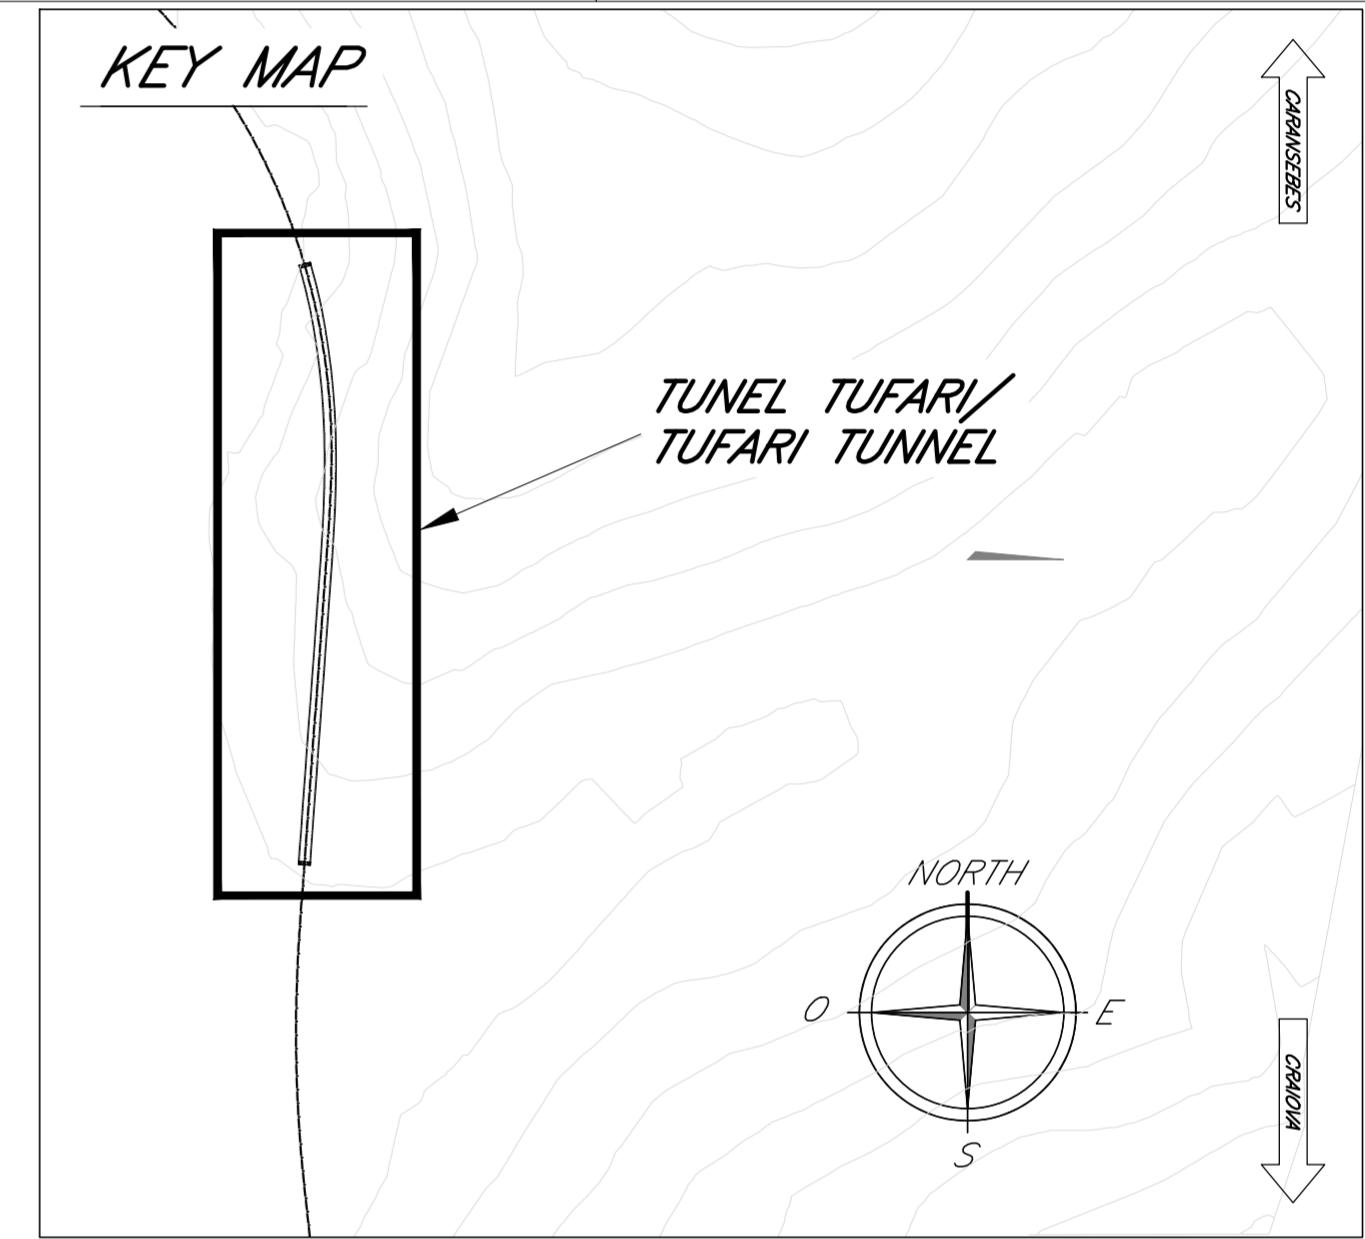 KEY MAP
CARANSEBES
TUNEL TUFARI/
TUFARI TUNNEL
NORTH
O
E
S
CRAIOVA